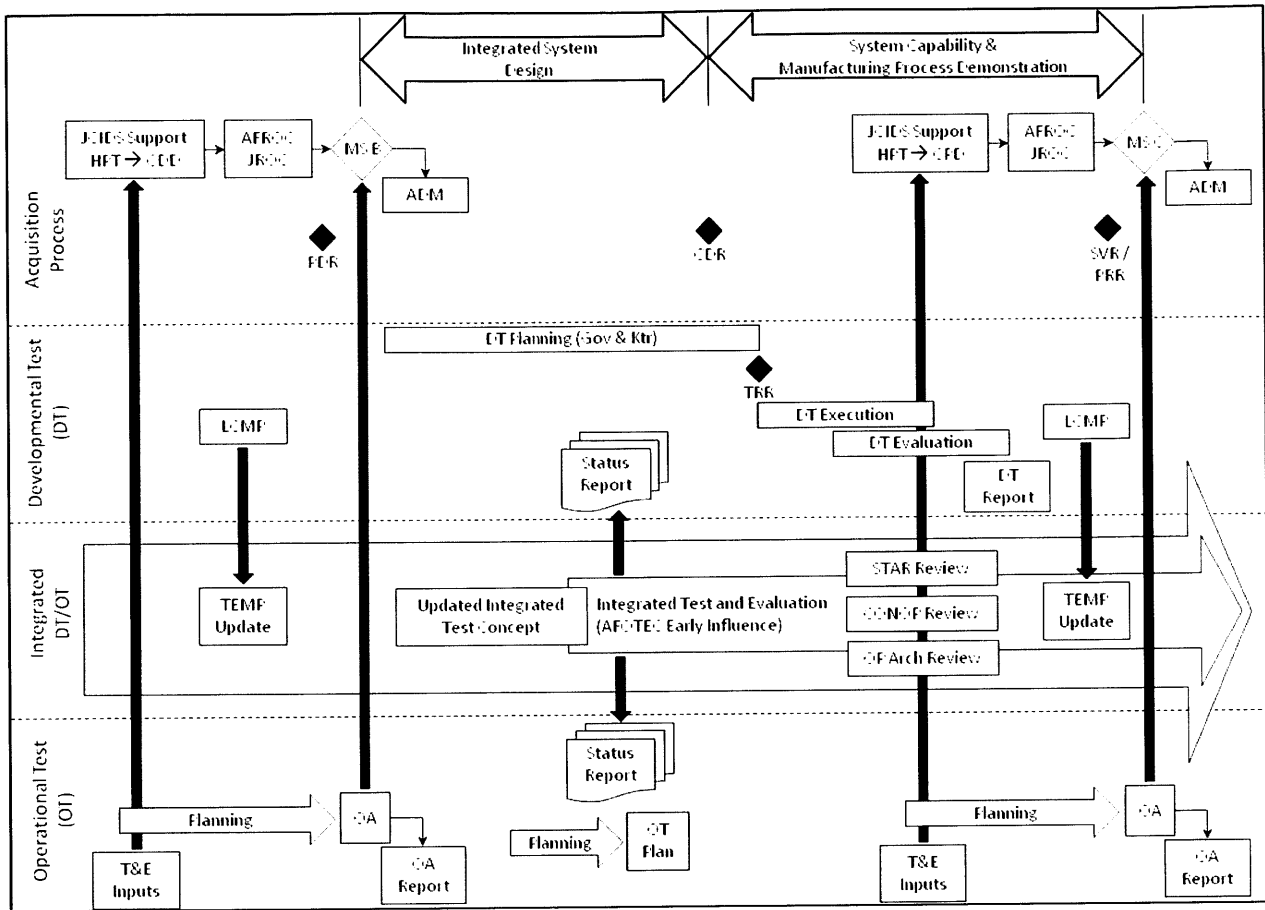 Integrated System
Design
System Capability &
Manufacturing Process Demonstration
Acquisition
Process
JCIDS Support
HPT → CDD
AFROC
JROC
MS B
ADM
PDR
CDR
JCIDS Support
HPT → CPD
AFROC
JROC
MS C
ADM
SVR /
PRR
Developmental Test
(DT)
DT Planning (Gov & Ktr)
TRR
DT Execution
DT Evaluation
DT
Report
LCMP
Status
Report
LCMP
Integrated
DT/OT
TEMP
Update
Updated Integrated
Test Concept
Integrated Test and Evaluation
(AFOTEC Early Influence)
STAR Review
CONOP Review
OP Arch Review
TEMP
Update
Operational Test
(OT)
Status
Report
Planning
OA
OA
Report
T&E
Inputs
Planning
OT
Plan
Planning
OA
OA
Report
T&E
Inputs